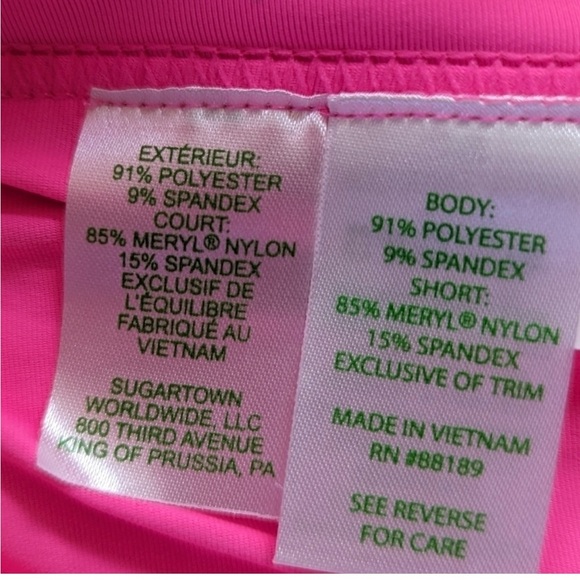 EXTÉRIEUR:
91% POLYESTER
9% SPANDEX
COURT:
85% MERYL® NYLON
15% SPANDEX
EXCLUSIF DE
L'ÉQUILIBRE
FABRIQUÉ AU
VIETNAM
SUGARTOWN
WORLDWIDE, LLC
800 THIRD AVENUE
KING OF PRUSSIA, PA
BODY:
91% POLYESTER
9% SPANDEX
SHORT:
85% MERYL® NYLON
15% SPANDEX
EXCLUSIVE OF TRIM
MADE IN VIETNAM
RN #88189
SEE REVERSE
FOR CARE